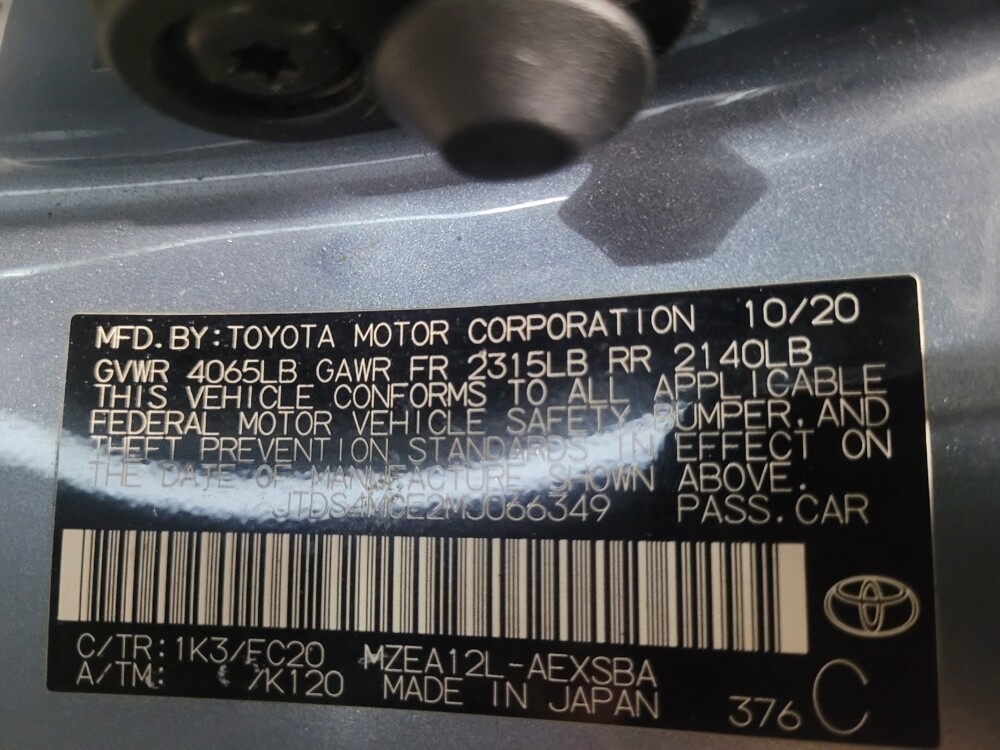 MFD. BY: TOYOTA MOTOR CORPORATION 10/20
GVWR 4065LB GAWR FR 2315LB RR 2140LB
THIS VEHICLE CONFORMS TO ALL APPLICABLE
FEDERAL MOTOR VEHICLE SAFETY, BUMPER, AND
THEFT PREVENTION STANDARDS IN EFFECT ON
THE DATE OF MANUFACTURE SHOWN ABOVE.
PASS. CAR
C/TR: 1K3/FC20 MZEA12L-AEXSBA
A/TM: /K120 MADE IN JAPAN
376 C